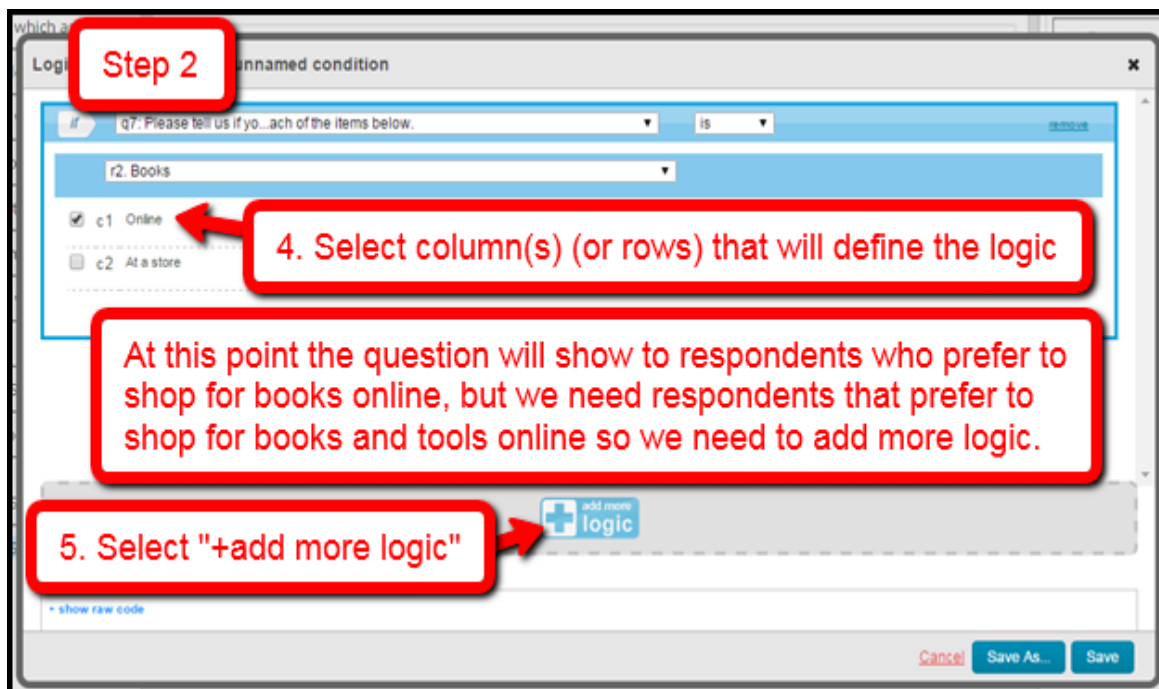 which a
Step 2
Logi
unnamed condition
if
q7: Please tell us if yo...ach of the items below.
is
remove
r2. Books
c1 Online
4. Select column(s) (or rows) that will define the logic
c2 At a store
At this point the question will show to respondents who prefer to
shop for books online, but we need respondents that prefer to
shop for books and tools online so we need to add more logic.
add more
logic
5. Select "+add more logic"
+ show raw code
Cancel
Save As...
Save